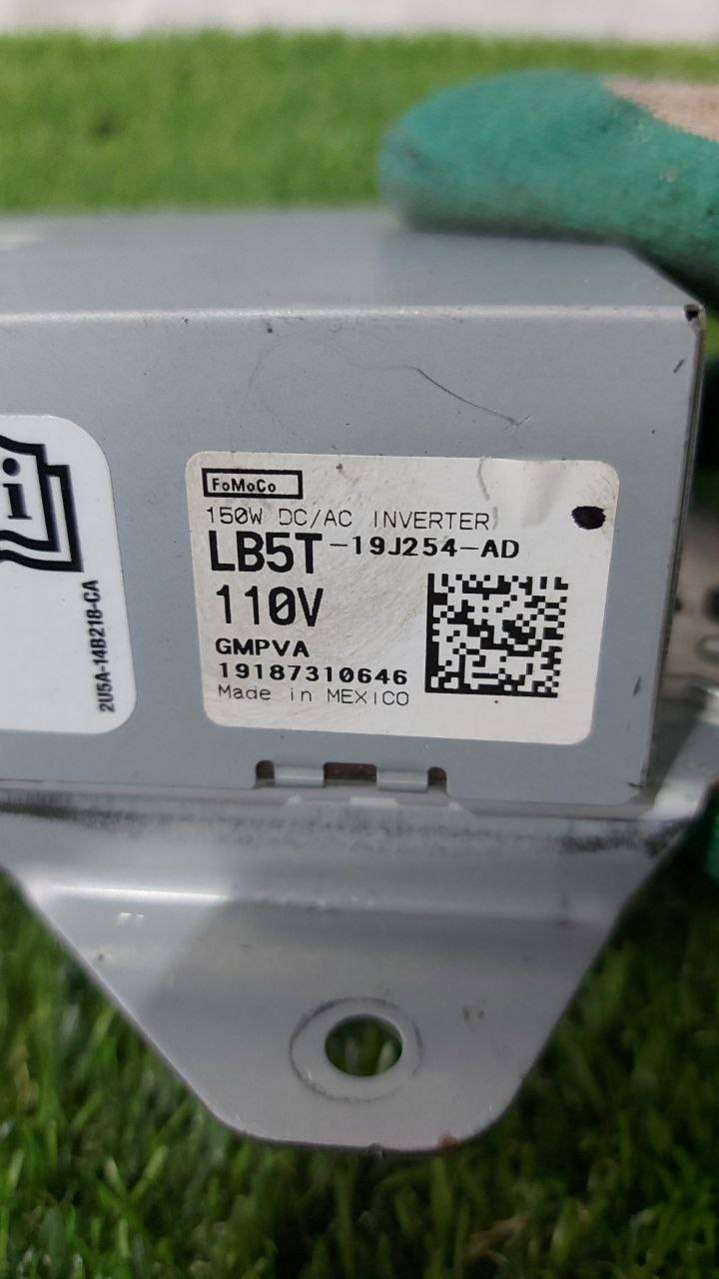 FoMoCo
150W DC/AC INVERTER
LB5T-19J254-AD
110V
GMPVA
19187310646
Made in MEXICO
i
2U5A-14B218-CA